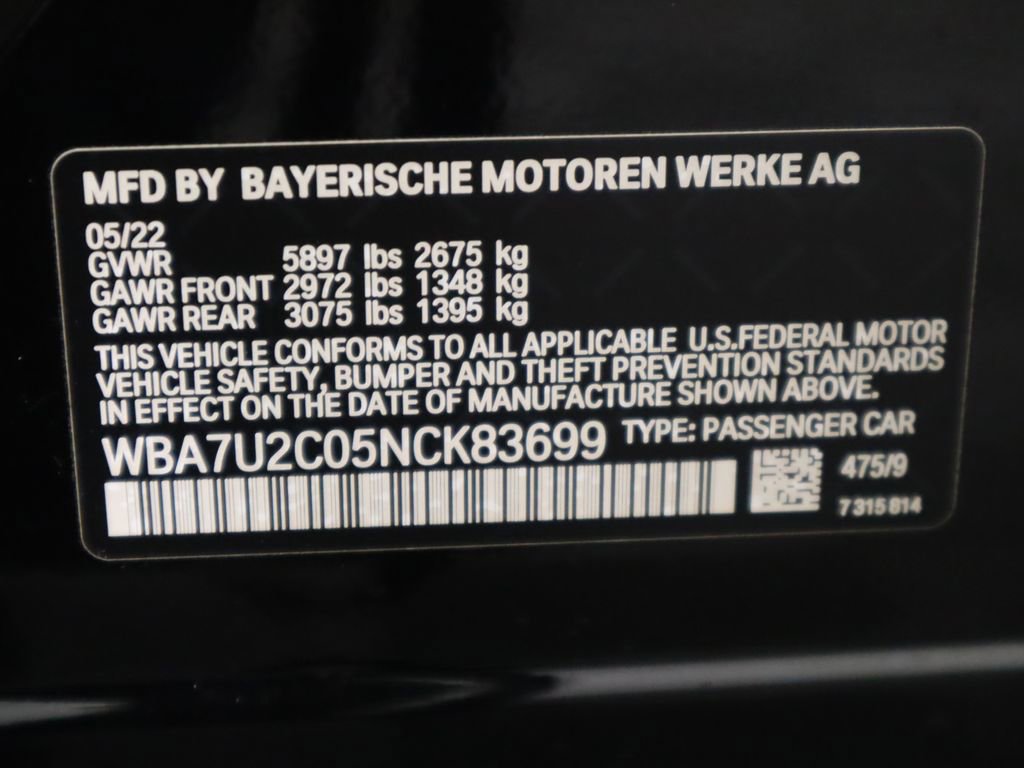 MFD BY BAYERISCHE MOTOREN WERKE AG
05/22
GVWR 5897 lbs 2675 kg
GAWR FRONT 2972 lbs 1348 kg
GAWR REAR 3075 lbs 1395 kg
THIS VEHICLE CONFORMS TO ALL APPLICABLE U.S.FEDERAL MOTOR
VEHICLE SAFETY, BUMPER AND THEFT PREVENTION STANDARDS
IN EFFECT ON THE DATE OF MANUFACTURE SHOWN ABOVE.
WBA7U2C05NCK83699 TYPE: PASSENGER CAR
475/9
7 315 814